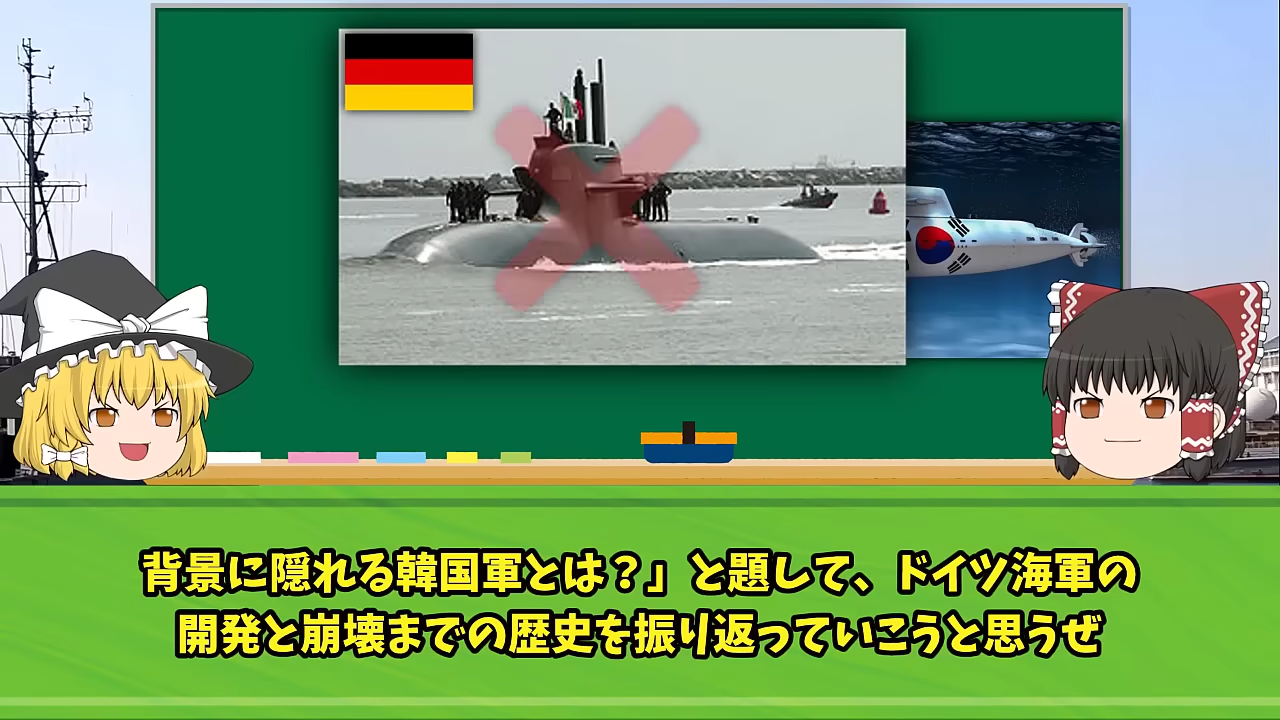 背景に隠れる韓国軍とは？」と題して、ドイツ海軍の
開発と崩壊までの歴史を振り返っていこうと思うぜ